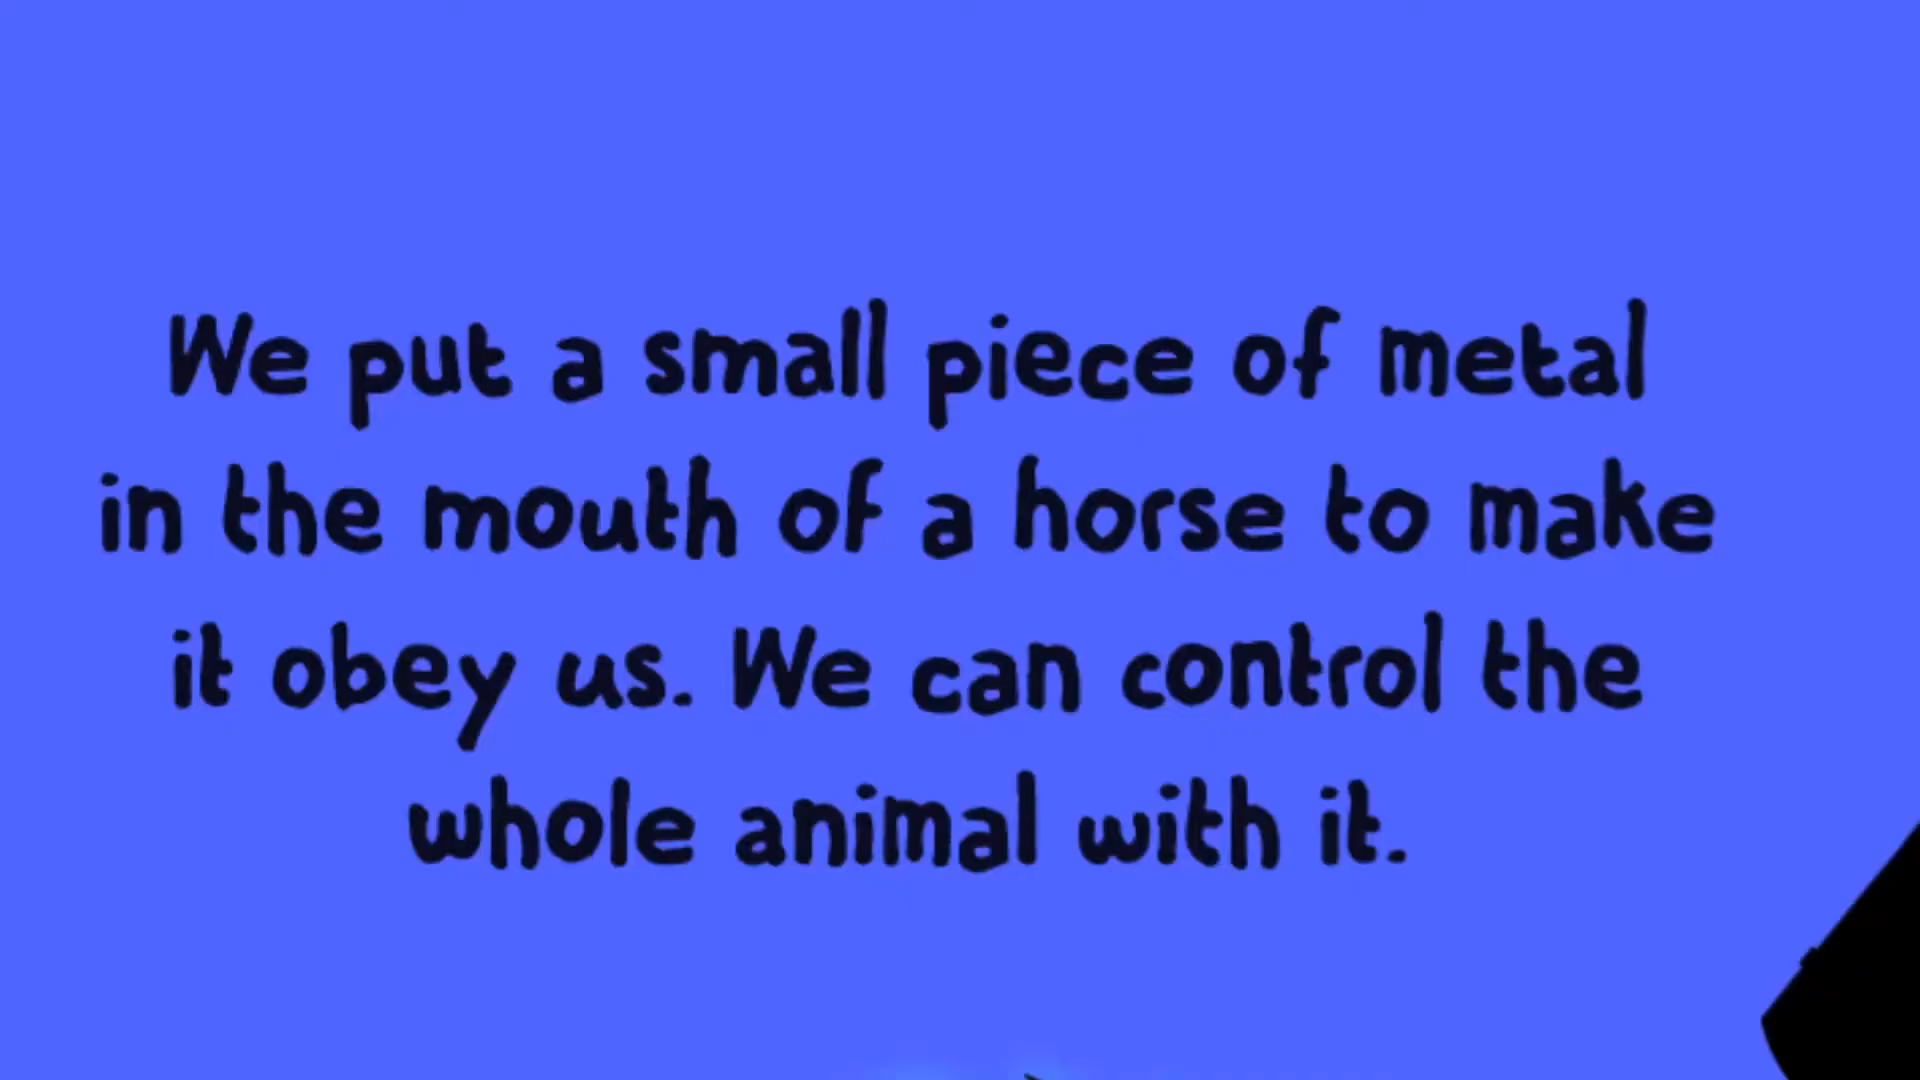 We put a small piece of metal
in the mouth of a horse to make
it obey us. We can control the
whole animal with it.